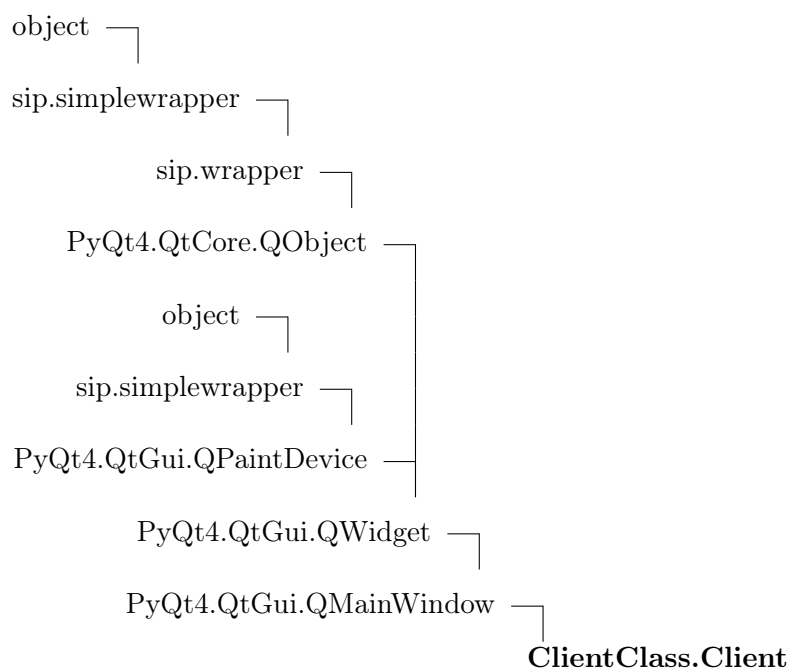 object
sip.simplewrapper
sip.wrapper
PyQt4.QtCore.QObject
object
sip.simplewrapper
PyQt4.QtGui.QPaintDevice
PyQt4.QtGui.QWidget
PyQt4.QtGui.QMainWindow
ClientClass.Client